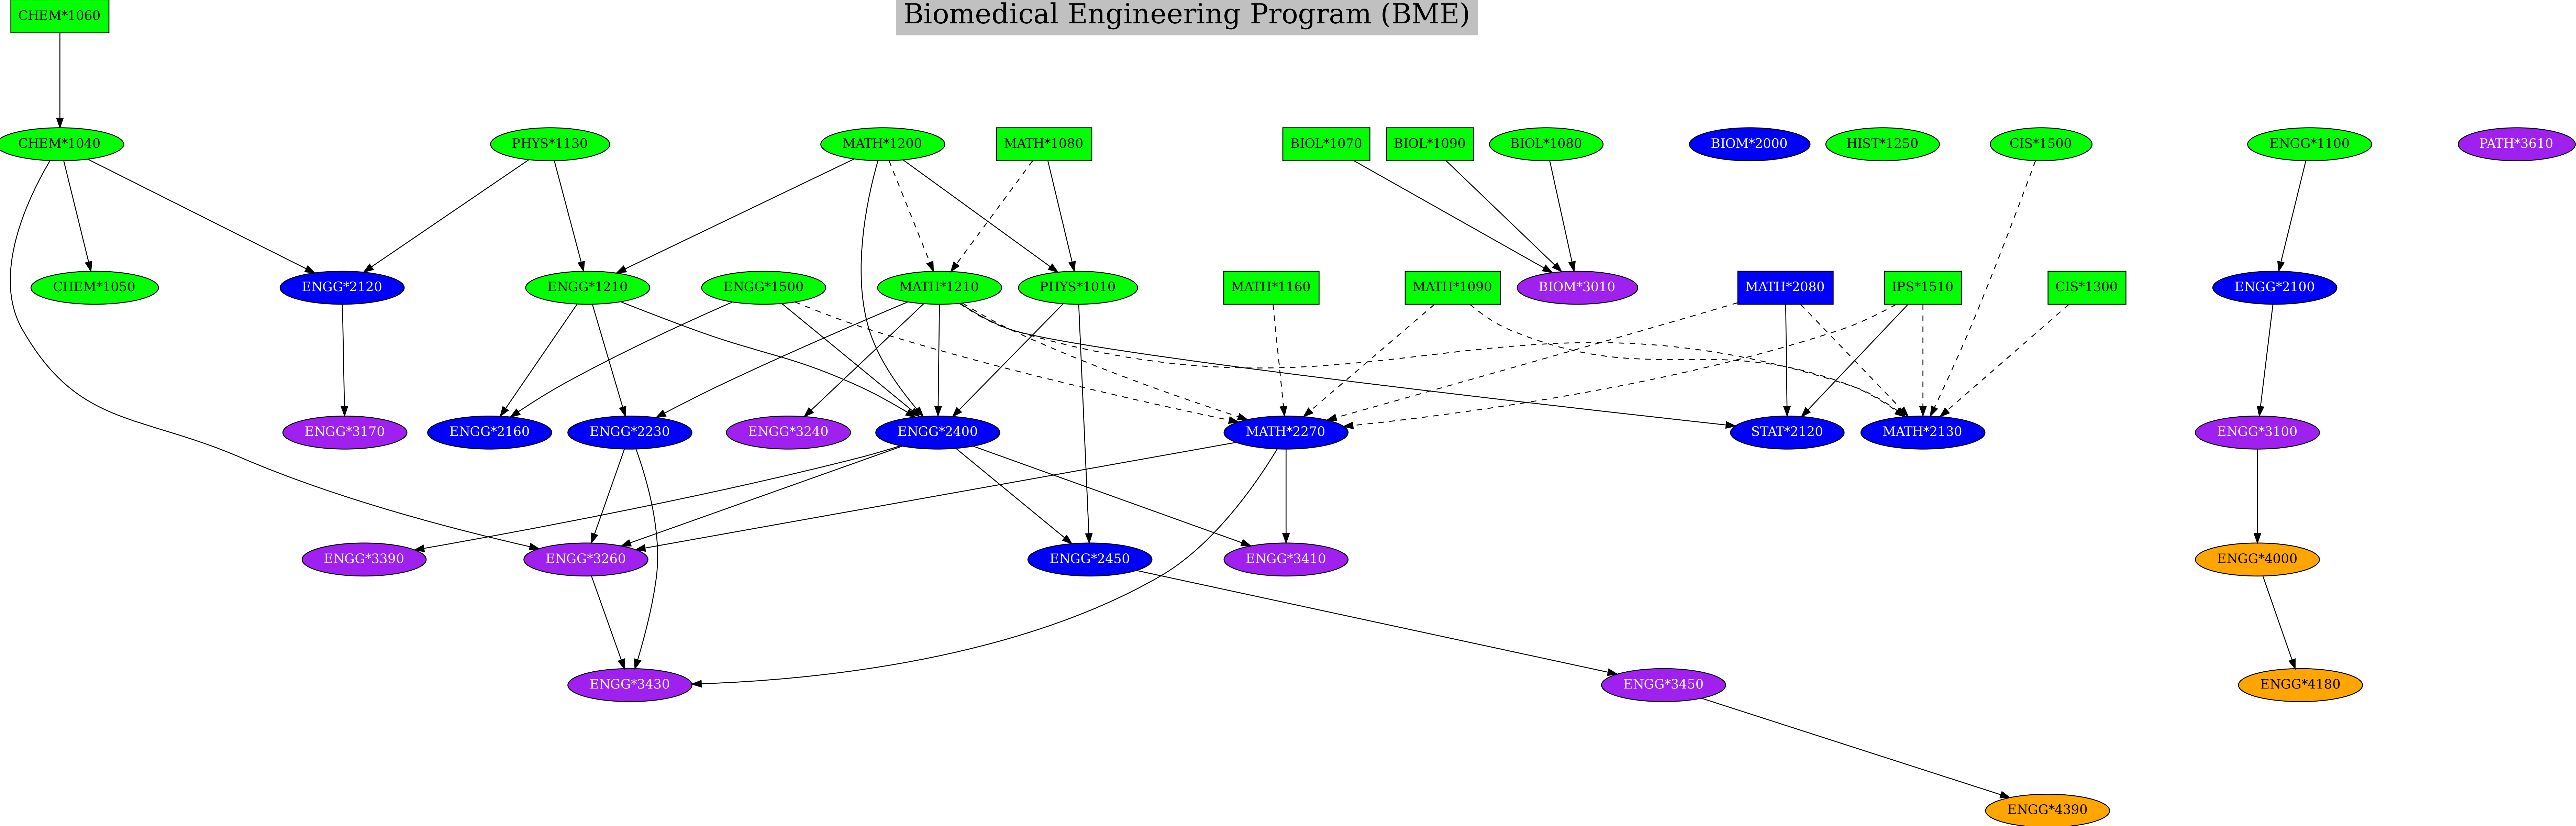 CHEM*1060
Biomedical Engineering Program (BME)
CHEM*1040
PHYS*1130
MATH*1200
MATH*1080
BIOL*1070
BIOL*1090
BIOL*1080
BIOM*2000
HIST*1250
CIS*1500
ENGG*1100
PATH*3610
CHEM*1050
ENGG*2120
ENGG*1210
ENGG*1500
MATH*1210
PHYS*1010
MATH*1160
MATH*1090
BIOM*3010
MATH*2080
IPS*1510
CIS*1300
ENGG*2100
ENGG*3170
ENGG*2160
ENGG*2230
ENGG*3240
ENGG*2400
MATH*2270
STAT*2120
MATH*2130
ENGG*3100
ENGG*3390
ENGG*3260
ENGG*2450
ENGG*3410
ENGG*4000
ENGG*3430
ENGG*3450
ENGG*4180
ENGG*4390